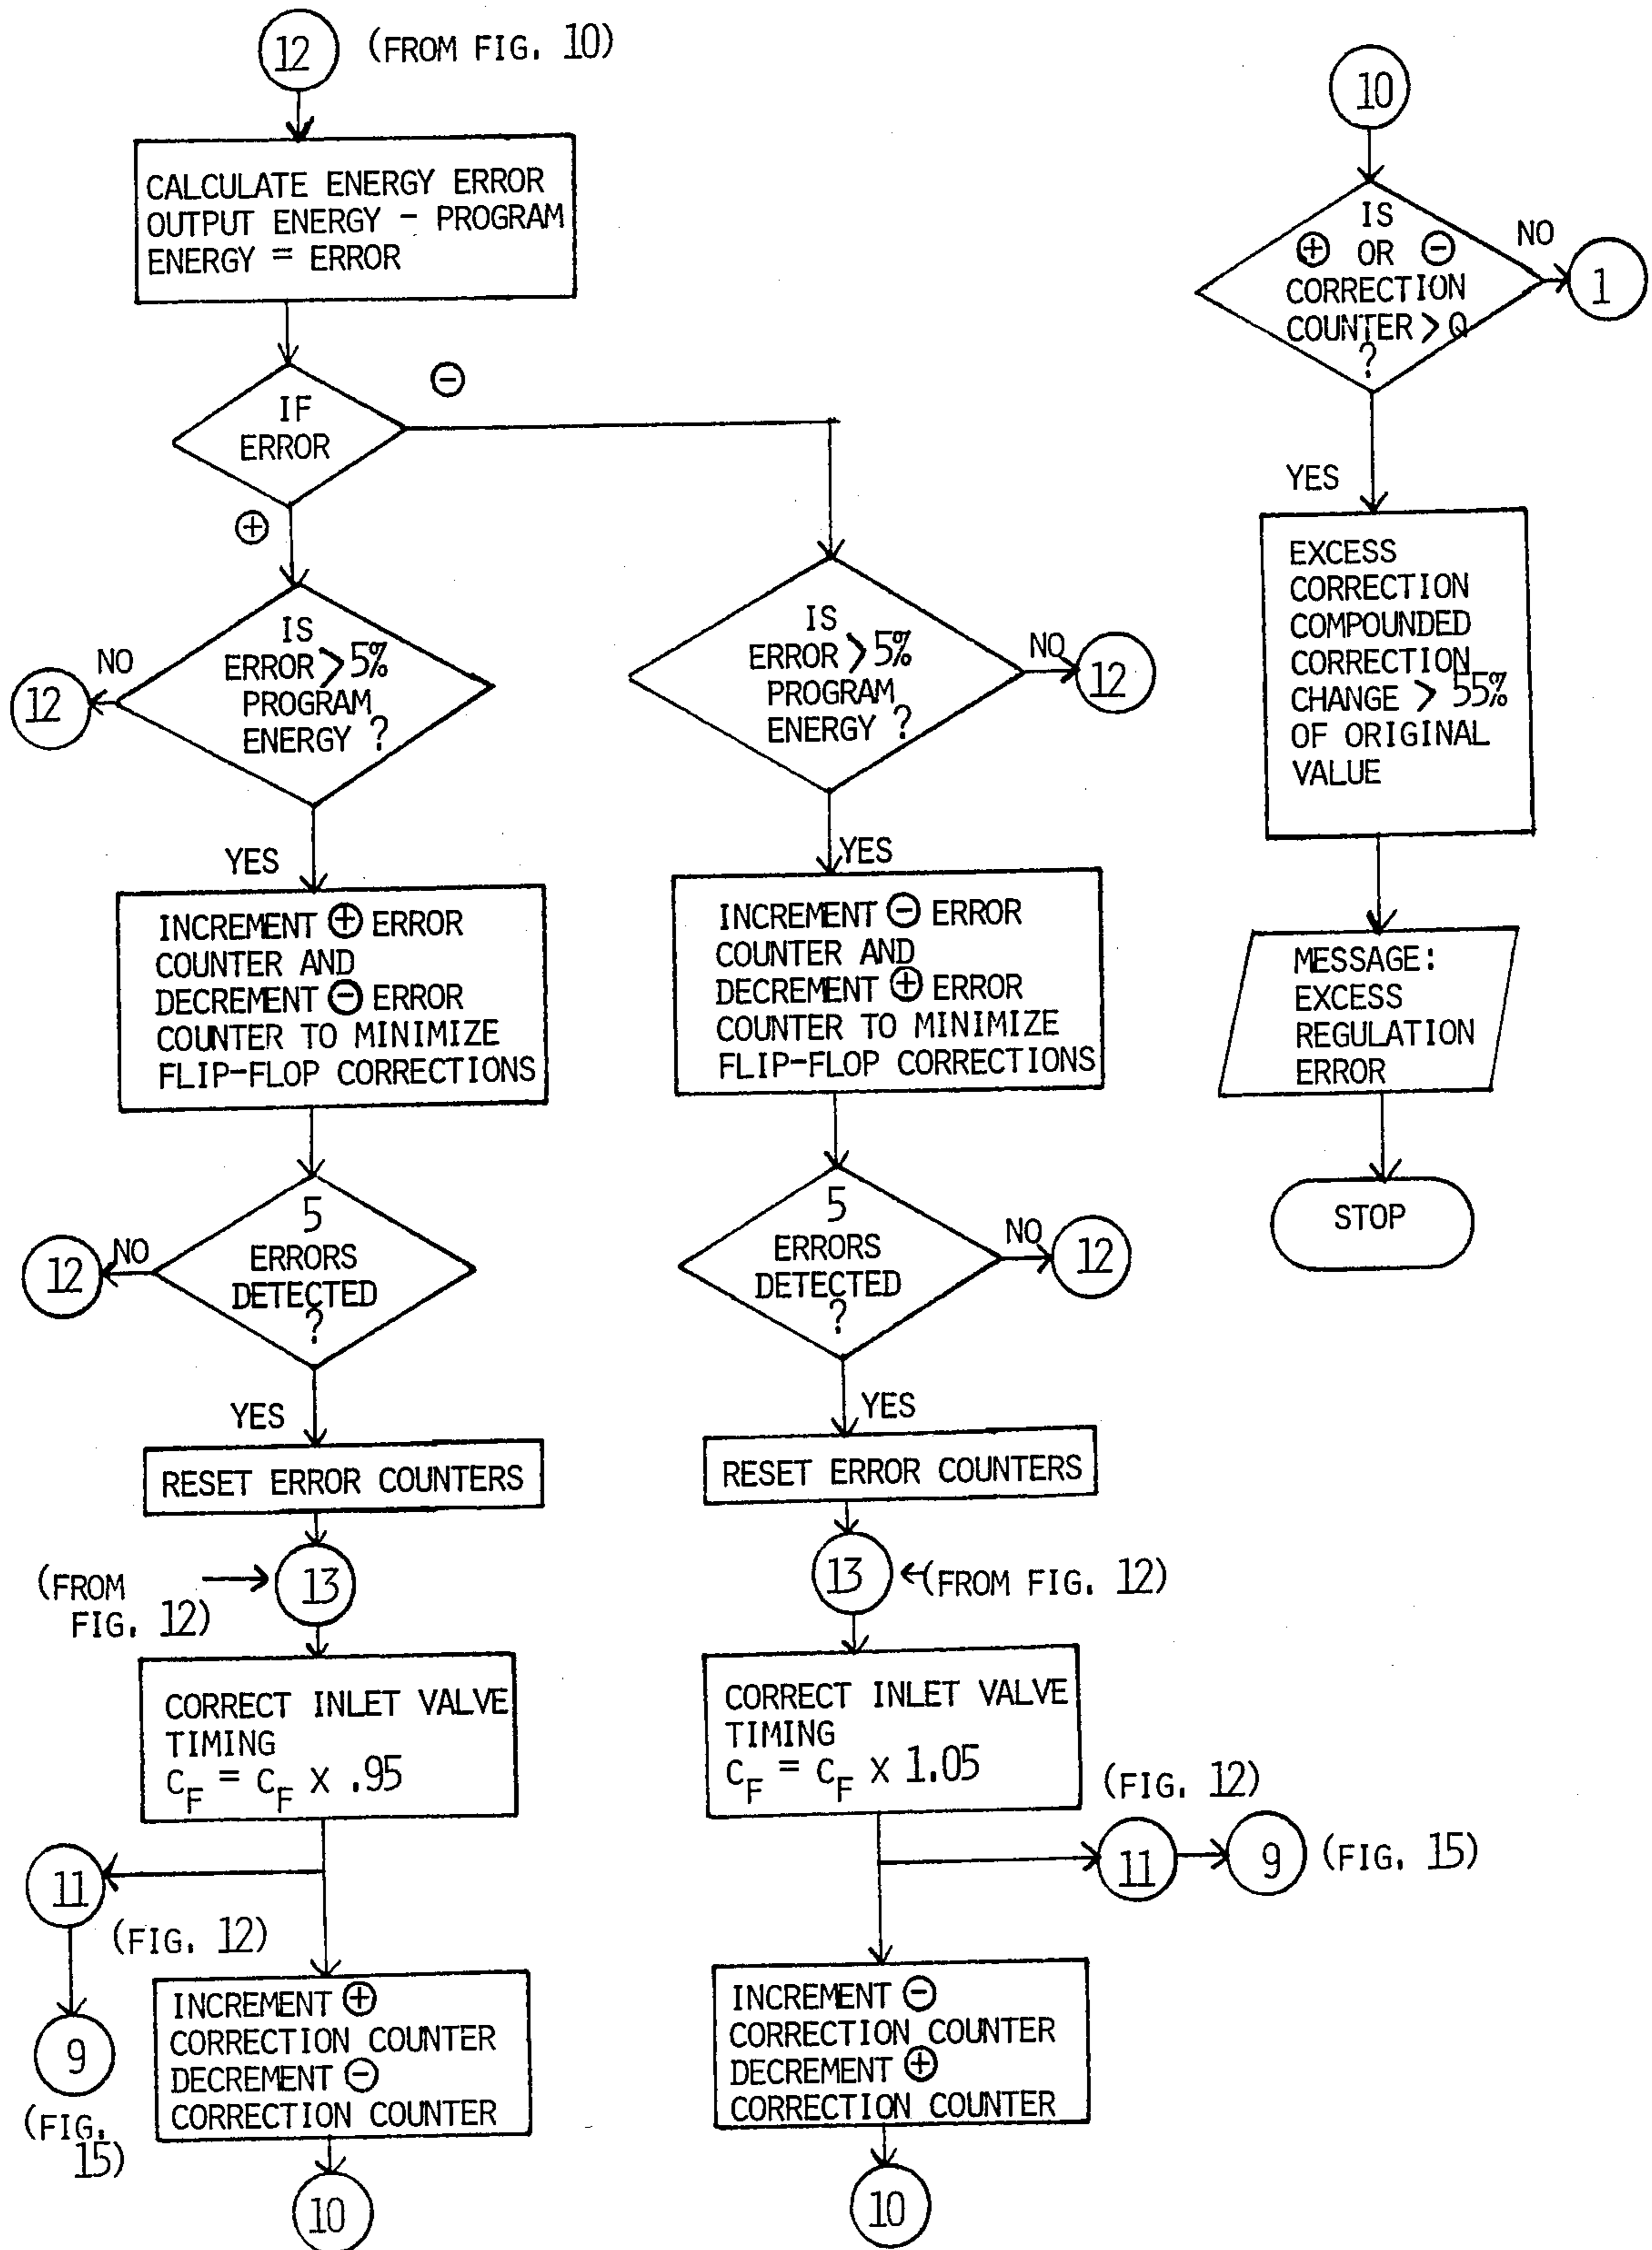 12 (FROM FIG. 10)
CALCULATE ENERGY ERROR
OUTPUT ENERGY - PROGRAM
ENERGY = ERROR
IF
ERROR
⊖
⊕
IS
ERROR > 5%
PROGRAM
ENERGY ?
NO
12
YES
INCREMENT ⊕ ERROR
COUNTER AND
DECREMENT ⊖ ERROR
COUNTER TO MINIMIZE
FLIP-FLOP CORRECTIONS
5
ERRORS
DETECTED
?
NO
12
YES
RESET ERROR COUNTERS
(FROM
FIG. 12)
13
CORRECT INLET VALVE
TIMING
C_F = C_F X .95
11
(FIG. 12)
9
(FIG.
15)
INCREMENT ⊕
CORRECTION COUNTER
DECREMENT ⊖
CORRECTION COUNTER
10
IS
ERROR > 5%
PROGRAM
ENERGY ?
NO
12
YES
INCREMENT ⊖ ERROR
COUNTER AND
DECREMENT ⊕ ERROR
COUNTER TO MINIMIZE
FLIP-FLOP CORRECTIONS
5
ERRORS
DETECTED
?
NO
12
YES
RESET ERROR COUNTERS
13 (FROM FIG. 12)
CORRECT INLET VALVE
TIMING
C_F = C_F X 1.05
(FIG. 12)
11
9 (FIG. 15)
INCREMENT ⊖
CORRECTION COUNTER
DECREMENT ⊕
CORRECTION COUNTER
10
10
IS
⊕ OR ⊖
CORRECTION
COUNTER > Q
?
NO
1
YES
EXCESS
CORRECTION
COMPOUNDED
CORRECTION
CHANGE > 55%
OF ORIGINAL
VALUE
MESSAGE:
EXCESS
REGULATION
ERROR
STOP